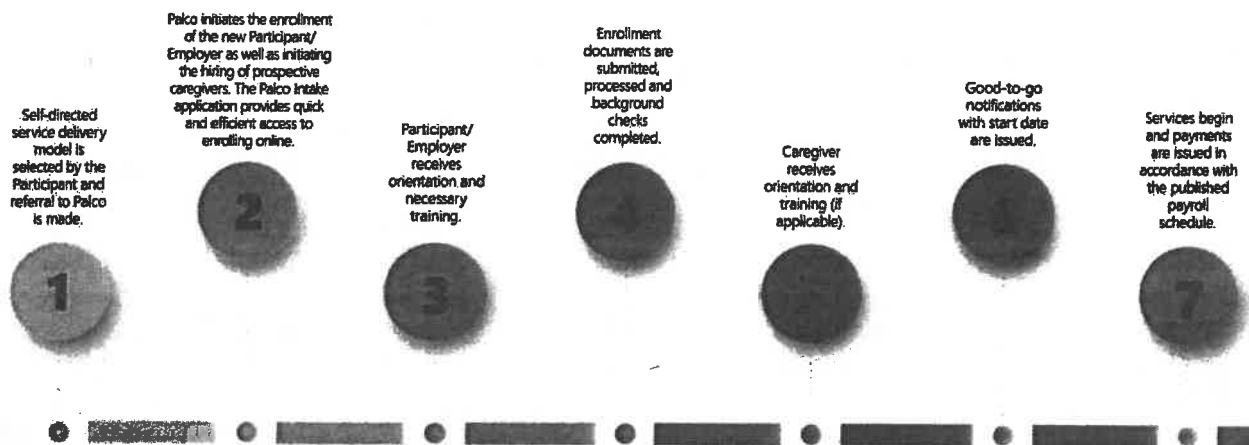 Self-directed
service delivery
model is
selected by the
Participant and
referral to Palco
is made.
1
Palco initiates the enrollment
of the new Participant/
Employer as well as initiating
the hiring of prospective
caregivers. The Palco Intake
application provides quick
and efficient access to
enrolling online.
2
Participant/
Employer
receives
orientation and
necessary
training.
3
Enrollment
documents are
submitted,
processed and
background
checks
completed.
4
Caregiver
receives
orientation and
training (if
applicable).
Good-to-go
notifications
with start date
are issued.
Services begin
and payments
are issued in
accordance with
the published
payroll
schedule.
7